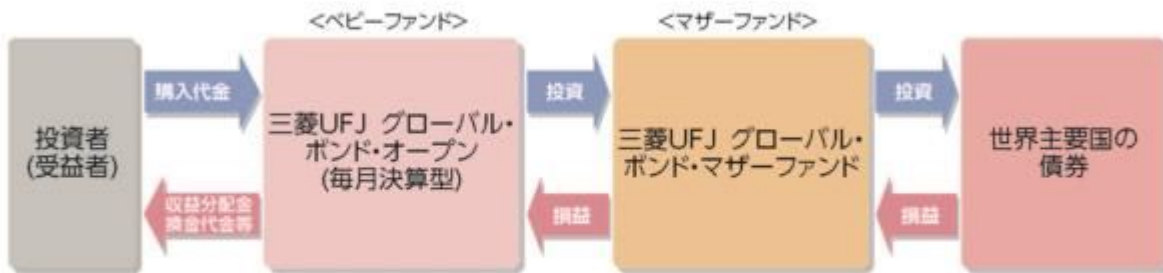 <ベビーファンド>
<マザーファンド>
投資者
(受益者)
購入代金
収益分配金
換金代金等
三菱UFJ グローバル・
ボンド・オープン
(毎月決算型)
投資
損益
三菱UFJ グローバル・
ボンド・マザーファンド
投資
損益
世界主要国の
債券